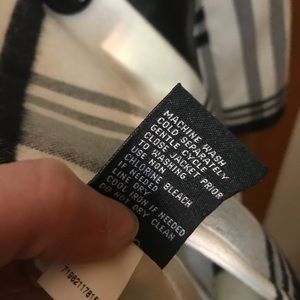 MACHINE WASH
COLD SEPARATELY
GENTLE CYCLE
CLOSE JACKET PRIOR
TO WASHING
USE NON
CHLORINE BLEACH
IF NEEDED
LINE DRY
COOL IRON IF NEEDED
DO NOT DRY CLEAN